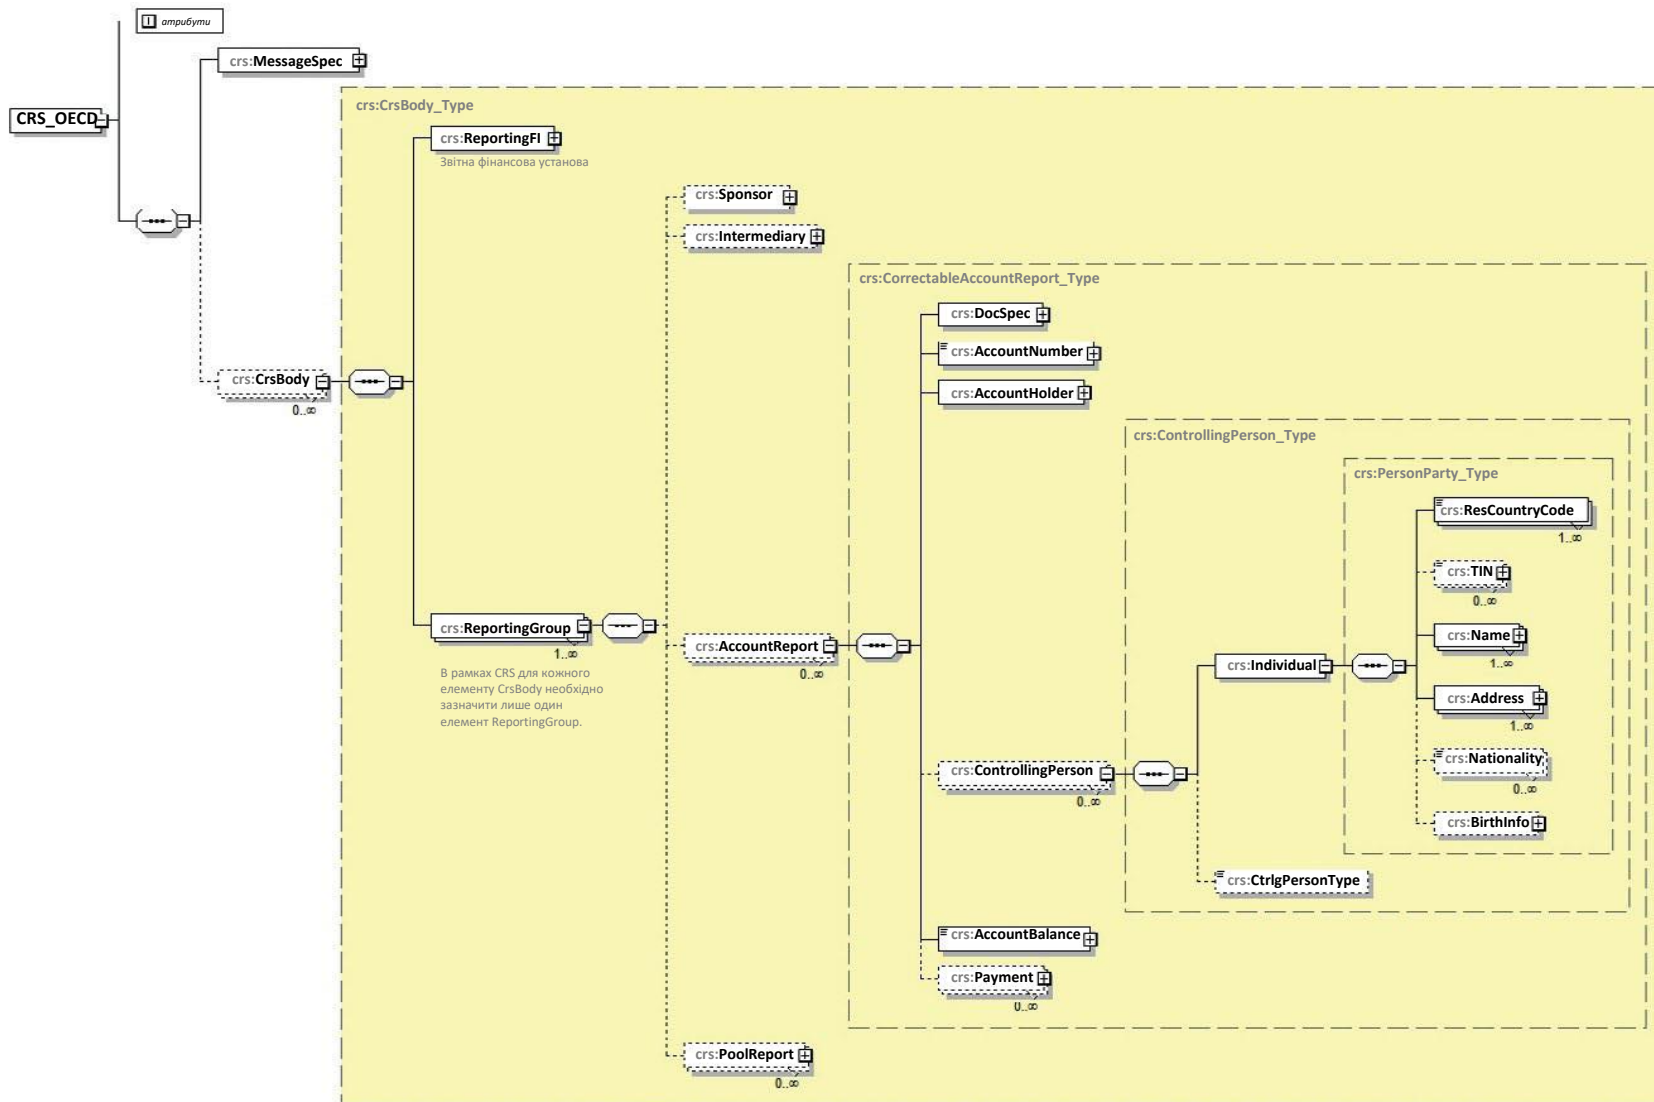 атрибути
crs:MessageSpec
CRS_OECD
crs:CrsBody_Type
crs:ReportingFI
Звітна фінансова установа
crs:Sponsor
crs:Intermediary
crs:CorrectableAccountReport_Type
crs:DocSpec
crs:AccountNumber
crs:CrsBody
0..∞
crs:AccountHolder
crs:ControllingPerson_Type
crs:PersonParty_Type
crs:ResCountryCode
1..∞
crs:TIN
0..∞
crs:ReportingGroup
1..∞
В рамках CRS для кожного
елементу CrsBody необхідно
зазначити лише один
елемент ReportingGroup.
crs:AccountReport
0..∞
crs:Individual
crs:Name
1..∞
crs:Address
1..∞
crs:Nationality
0..∞
crs:BirthInfo
crs:ControllingPerson
0..∞
crs:CtrlgPersonType
crs:AccountBalance
crs:Payment
0..∞
crs:PoolReport
0..∞